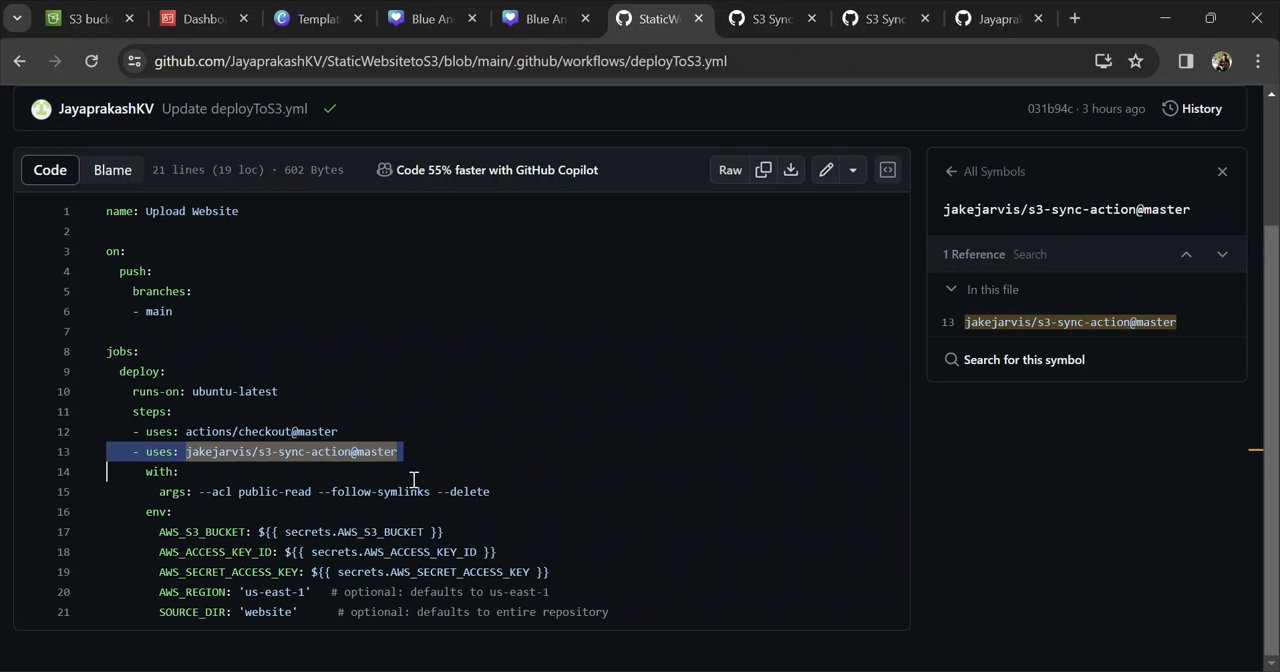 S3 buck
Dashbo
Templat
Blue An
Blue An
StaticW
S3 Sync
S3 Sync
Jayapral
github.com/JayaprakashKV/StaticWebsitetoS3/blob/main/.github/workflows/deployToS3.yml
JayaprakashKV Update deployToS3.yml
031b94c · 3 hours ago
History
Code
Blame
21 lines (19 loc) · 602 Bytes
Code 55% faster with GitHub Copilot
Raw
1 name: Upload Website
2
3 on:
4 push:
5 branches:
6 - main
7
8 jobs:
9 deploy:
10 runs-on: ubuntu-latest
11 steps:
12 - uses: actions/checkout@master
13 - uses: jakejarvis/s3-sync-action@master
14 with:
15 args: --acl public-read --follow-symlinks --delete
16 env:
17 AWS_S3_BUCKET: ${{ secrets.AWS_S3_BUCKET }}
18 AWS_ACCESS_KEY_ID: ${{ secrets.AWS_ACCESS_KEY_ID }}
19 AWS_SECRET_ACCESS_KEY: ${{ secrets.AWS_SECRET_ACCESS_KEY }}
20 AWS_REGION: 'us-east-1' # optional: defaults to us-east-1
21 SOURCE_DIR: 'website' # optional: defaults to entire repository
All Symbols
jakejarvis/s3-sync-action@master
1 Reference Search
In this file
13 jakejarvis/s3-sync-action@master
Search for this symbol